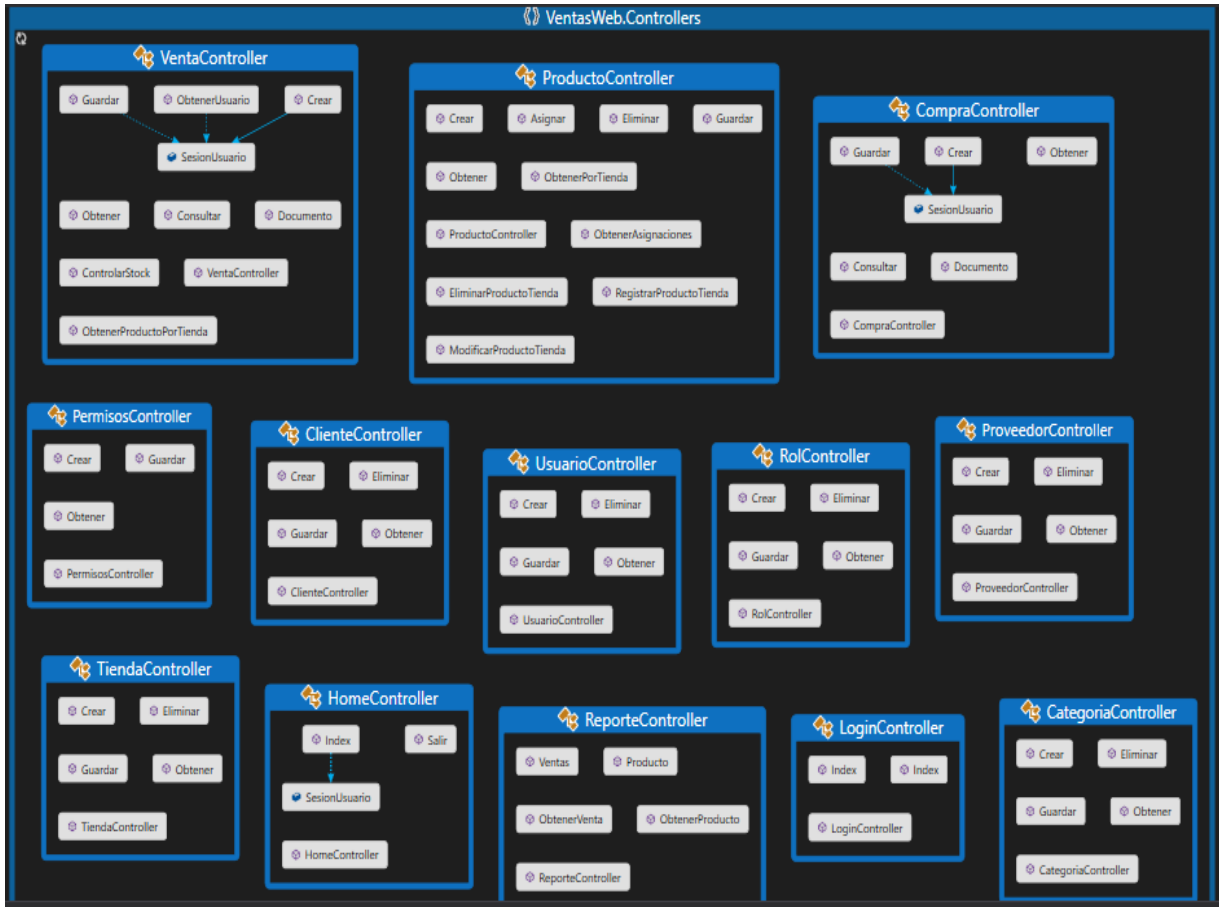 VentasWeb.Controllers
VentaController
Guardar
ObtenerUsuario
Crear
SesionUsuario
Obtener
Consultar
Documento
ControlarStock
VentaController
ObtenerProductoPorTienda
ProductoController
Crear
Asignar
Eliminar
Guardar
Obtener
ObtenerPorTienda
ProductoController
ObtenerAsignaciones
EliminarProductoTienda
RegistrarProductoTienda
ModificarProductoTienda
CompraController
Guardar
Crear
Obtener
SesionUsuario
Consultar
Documento
CompraController
PermisosController
Crear
Guardar
Obtener
PermisosController
ClienteController
Crear
Eliminar
Guardar
Obtener
ClienteController
UsuarioController
Crear
Eliminar
Guardar
Obtener
UsuarioController
RolController
Crear
Eliminar
Guardar
Obtener
RolController
ProveedorController
Crear
Eliminar
Guardar
Obtener
ProveedorController
TiendaController
Crear
Eliminar
Guardar
Obtener
TiendaController
HomeController
Index
Salir
SesionUsuario
HomeController
ReporteController
Ventas
Producto
ObtenerVenta
ObtenerProducto
ReporteController
LoginController
Index
Index
LoginController
CategoriaController
Crear
Eliminar
Guardar
Obtener
CategoriaController